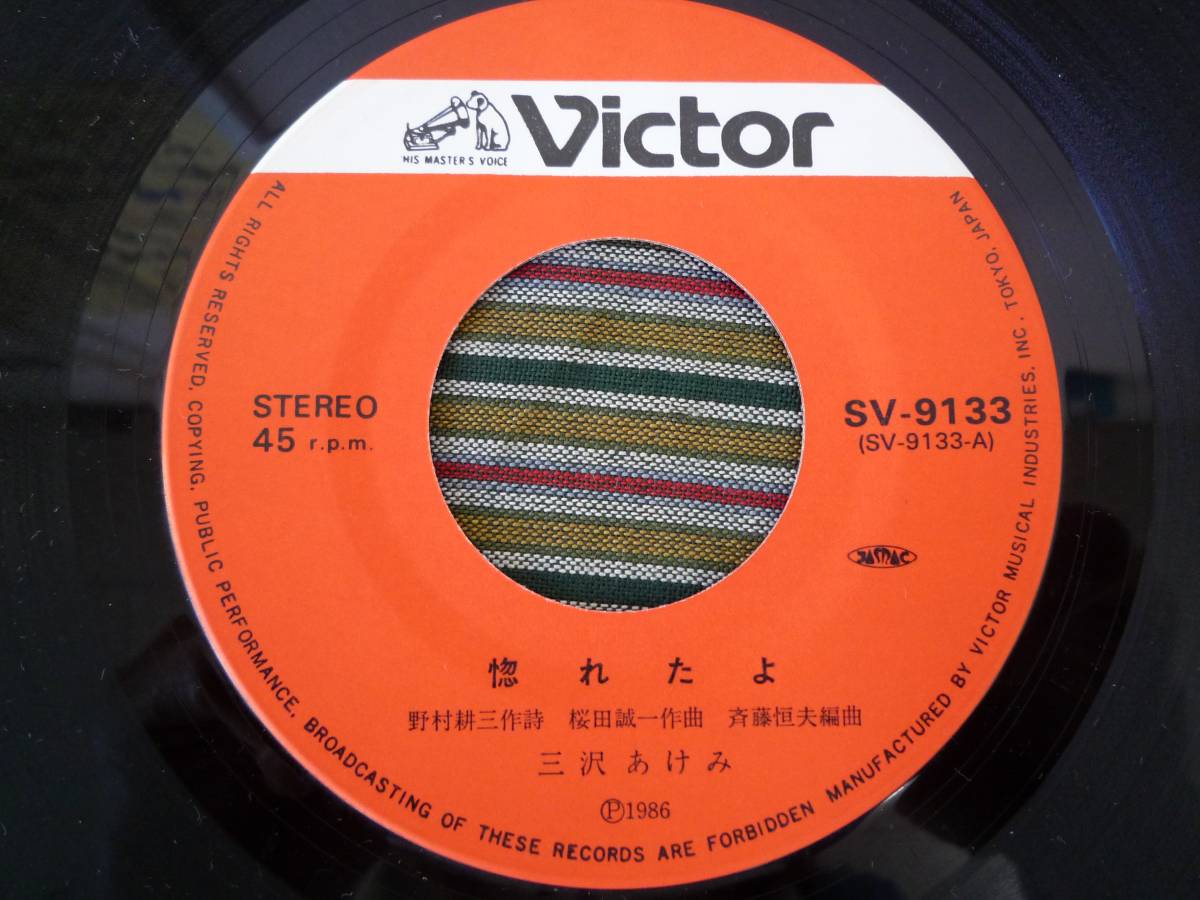 HIS MASTER'S VOICE
Victor
STEREO
45 r.p.m.
SV-9133
(SV-9133-A)
JASRAC
惚れたよ
野村耕三作詩 桜田誠一作曲 斉藤恒夫編曲
三沢あけみ
Ⓟ1986
ALL RIGHTS RESERVED, COPYING, PUBLIC PERFORMANCE, BROADCASTING OF THESE RECORDS ARE FORBIDDEN MANUFACTURED BY VICTOR MUSICAL INDUSTRIES, INC. TOKYO, JAPAN